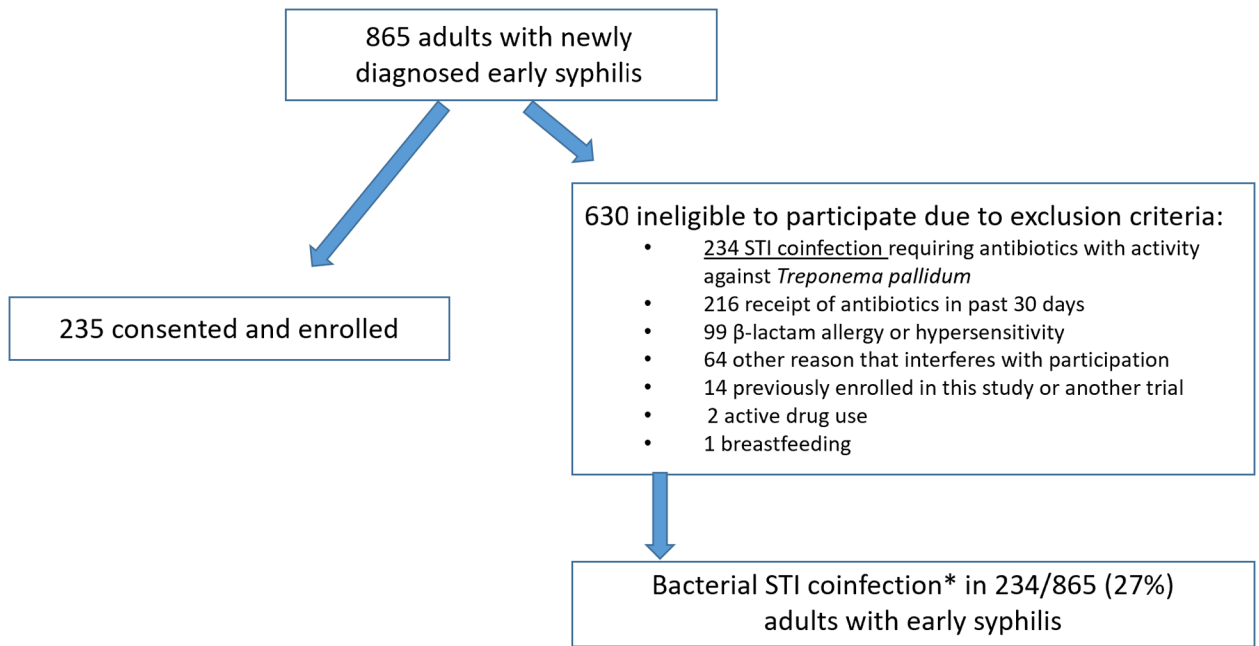 865 adults with newly
diagnosed early syphilis
630 ineligible to participate due to exclusion criteria:
• 234 STI coinfection requiring antibiotics with activity
against Treponema pallidum
• 216 receipt of antibiotics in past 30 days
• 99 β-lactam allergy or hypersensitivity
• 64 other reason that interferes with participation
• 14 previously enrolled in this study or another trial
• 2 active drug use
• 1 breastfeeding
235 consented and enrolled
Bacterial STI coinfection* in 234/865 (27%)
adults with early syphilis